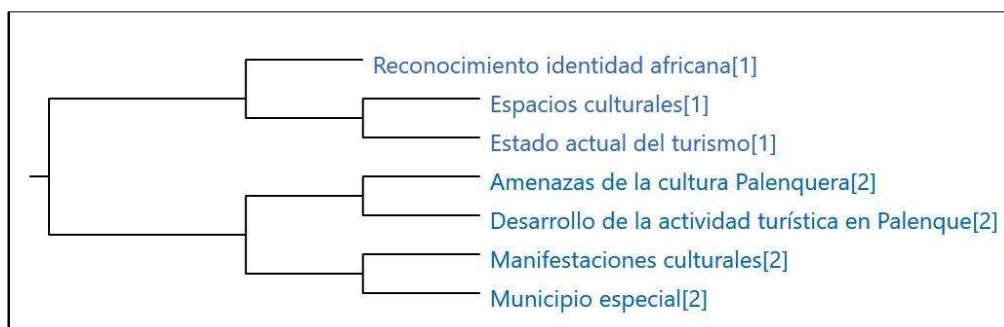 Reconocimiento identidad africana[1]
Espacios culturales[1]
Estado actual del turismo[1]
Amenazas de la cultura Palenquera[2]
Desarrollo de la actividad turística en Palenque[2]
Manifestaciones culturales[2]
Municipio especial[2]